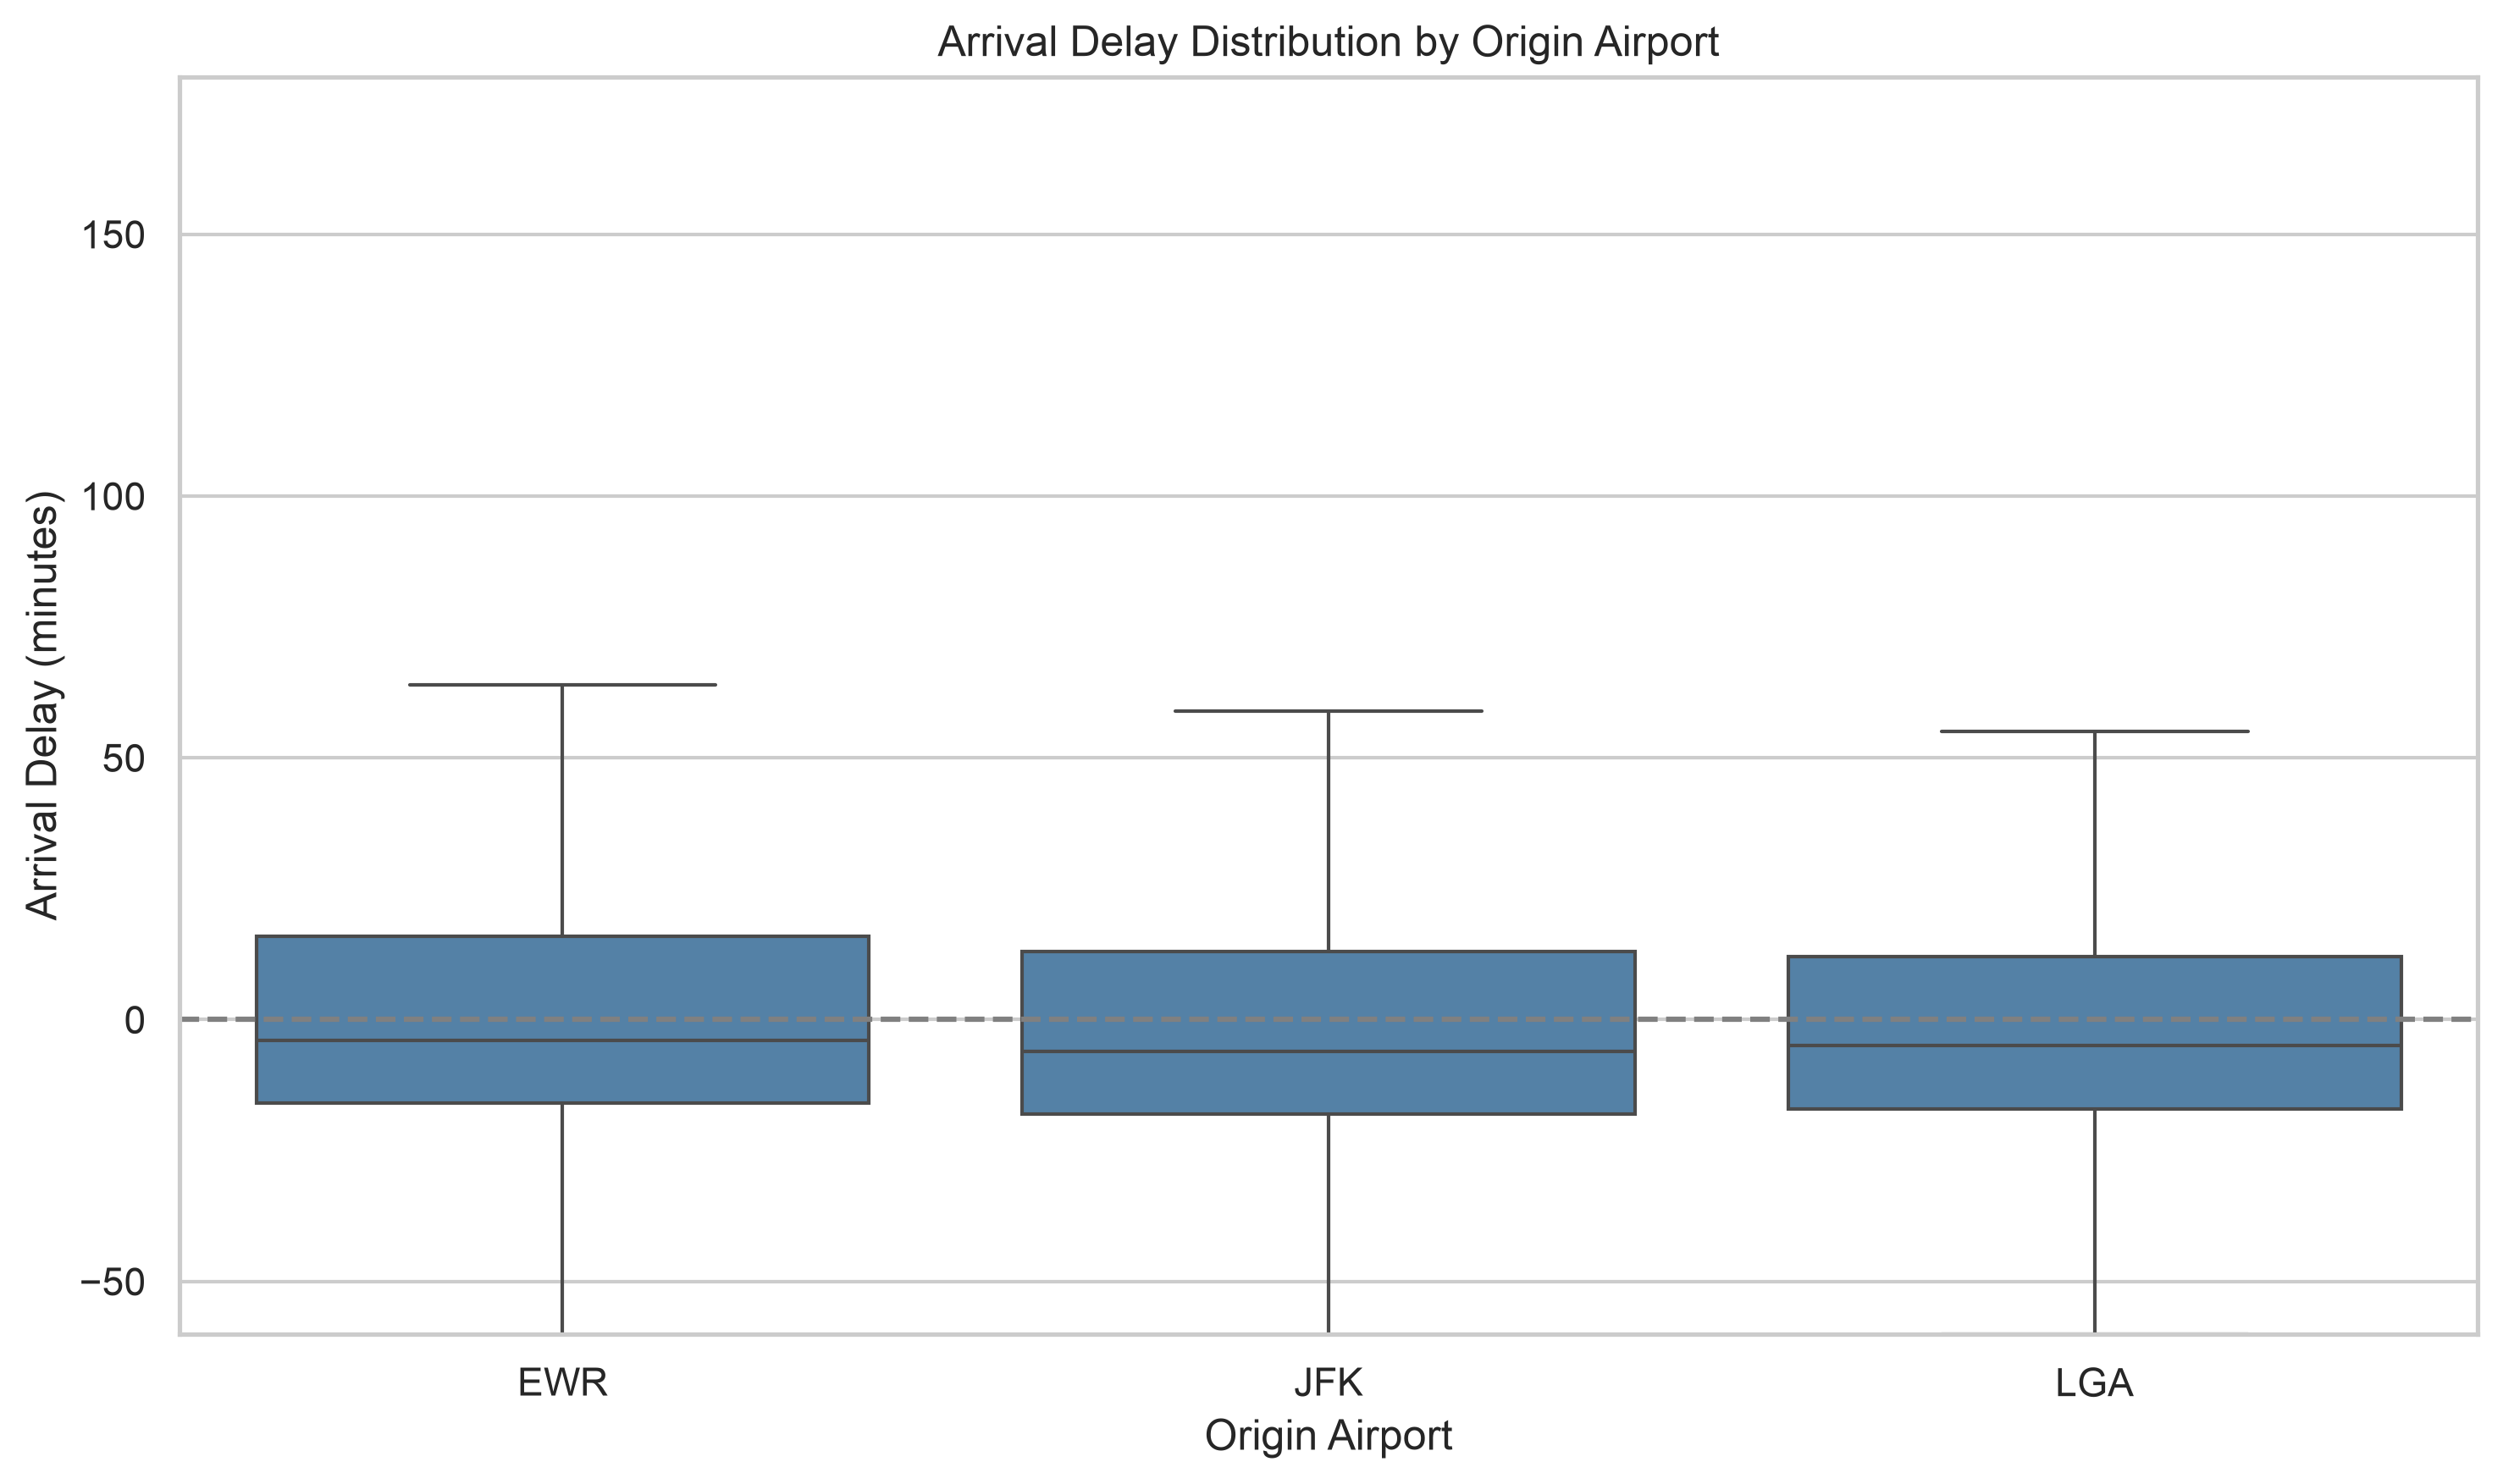 Arrival Delay Distribution by Origin Airport
Arrival Delay (minutes)
150
100
50
0
−50
EWR JFK LGA
Origin Airport